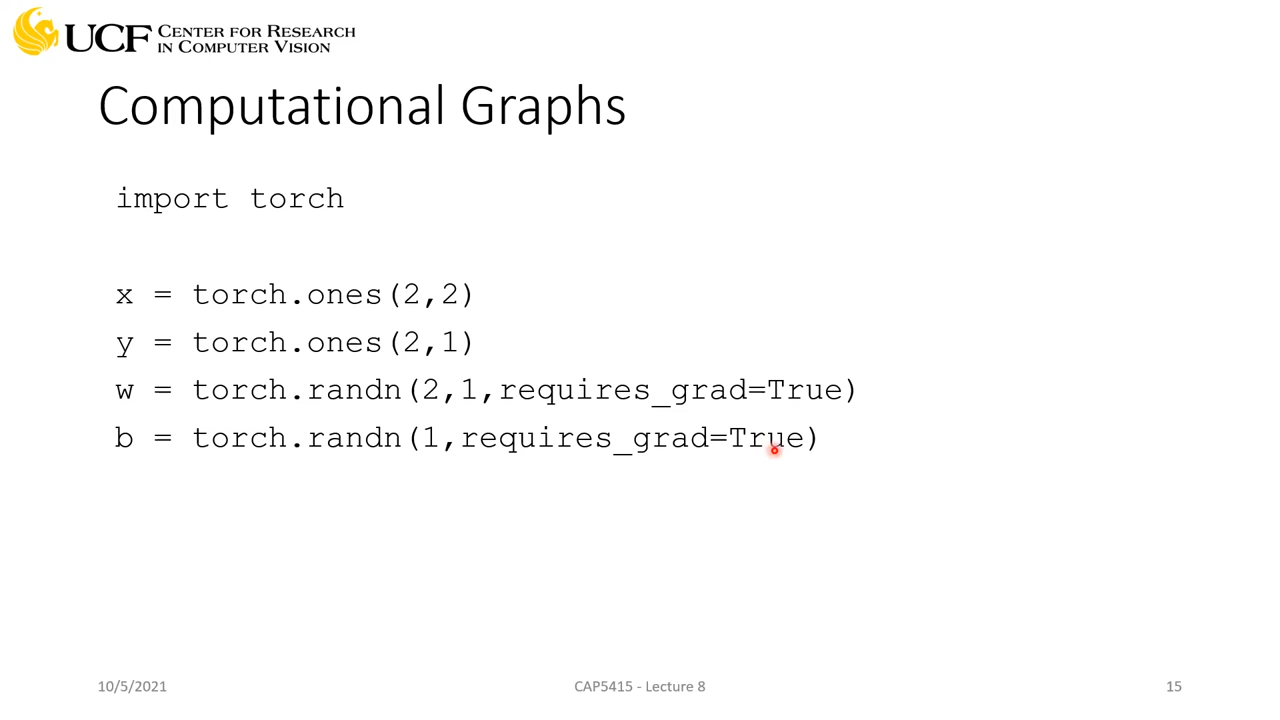 UCF CENTER FOR RESEARCH
IN COMPUTER VISION
Computational Graphs
import torch
x = torch.ones(2,2)
y = torch.ones(2,1)
w = torch.randn(2,1,requires_grad=True)
b = torch.randn(1,requires_grad=True)
10/5/2021 CAP5415 - Lecture 8 15